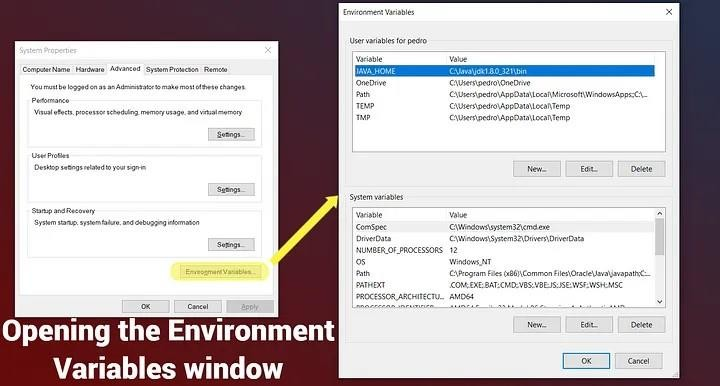 System Properties
Computer Name Hardware Advanced System Protection Remote
You must be logged on as an Administrator to make most of these changes.
Performance
Visual effects, processor scheduling, memory usage, and virtual memory
Settings...
User Profiles
Desktop settings related to your sign-in
Settings...
Startup and Recovery
System startup, system failure, and debugging information
Settings...
Environment Variables...
OK Cancel Apply
Opening the Environment
Variables window
Environment Variables
User variables for pedro
Variable Value
JAVA_HOME C:\Java\jdk1.8.0_321\bin
OneDrive C:\Users\pedro\OneDrive
Path C:\Users\pedro\AppData\Local\Microsoft\WindowsApps;C:\...
TEMP C:\Users\pedro\AppData\Local\Temp
TMP C:\Users\pedro\AppData\Local\Temp
New... Edit... Delete
System variables
Variable Value
ComSpec C:\Windows\system32\cmd.exe
DriverData C:\Windows\System32\Drivers\DriverData
NUMBER_OF_PROCESSORS 12
OS Windows_NT
Path C:\Program Files (x86)\Common Files\Oracle\Java\javapath;C:...
PATHEXT .COM;.EXE;.BAT;.CMD;.VBS;.VBE;.JS;.JSE;.WSF;.WSH;.MSC
PROCESSOR_ARCHITECTU... AMD64
New... Edit... Delete
OK Cancel